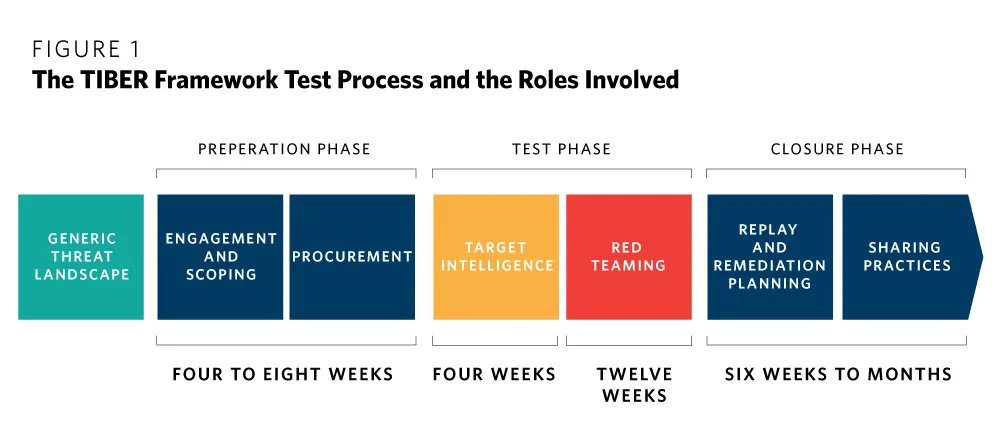 FIGURE 1
The TIBER Framework Test Process and the Roles Involved
PREPERATION PHASE
TEST PHASE
CLOSURE PHASE
GENERIC
THREAT
LANDSCAPE
ENGAGEMENT
AND
SCOPING
PROCUREMENT
TARGET
INTELLIGENCE
RED
TEAMING
REPLAY
AND
REMEDIATION
PLANNING
SHARING
PRACTICES
FOUR TO EIGHT WEEKS
FOUR WEEKS
TWELVE
WEEKS
SIX WEEKS TO MONTHS